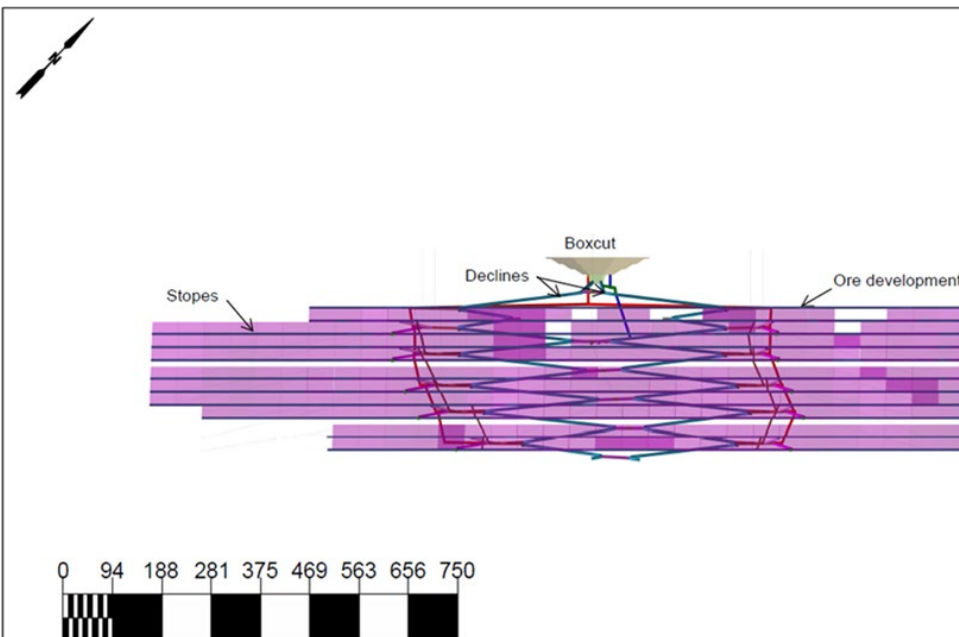 N
Boxcut
Declines
Ore development
Stopes
0 94 188 281 375 469 563 656 750